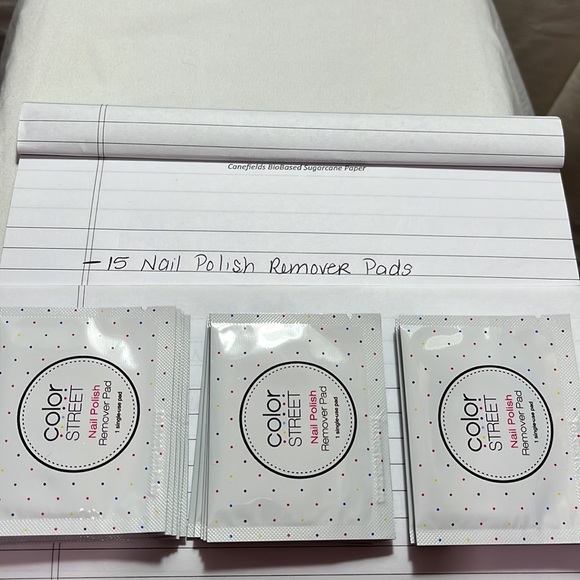 Canefields BioBased Sugarcane Paper
- 15 Nail Polish Remover Pads
color
STREET
Nail Polish
Remover Pad
1 single-use pad
color
STREET
Nail Polish
Remover Pad
1 single-use pad
color
STREET
Nail Polish
Remover Pad
1 single-use pad